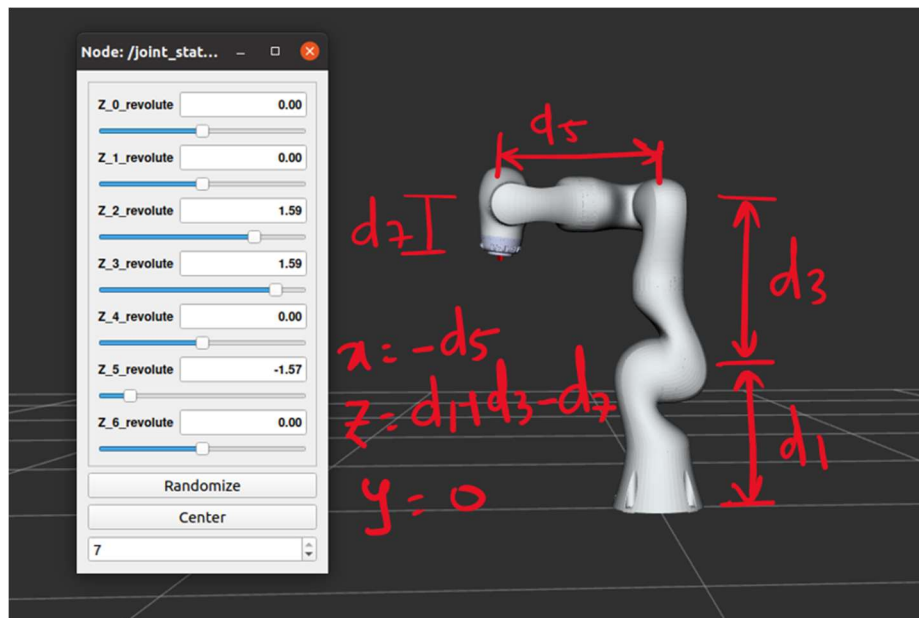 Node: /joint_stat...
Z_0_revolute 0.00
Z_1_revolute 0.00
Z_2_revolute 1.59
Z_3_revolute 1.59
Z_4_revolute 0.00
Z_5_revolute -1.57
Z_6_revolute 0.00
Randomize
Center
7
d5
d7
d3
d1
x = -d5
z = d1+d3-d7
y = 0